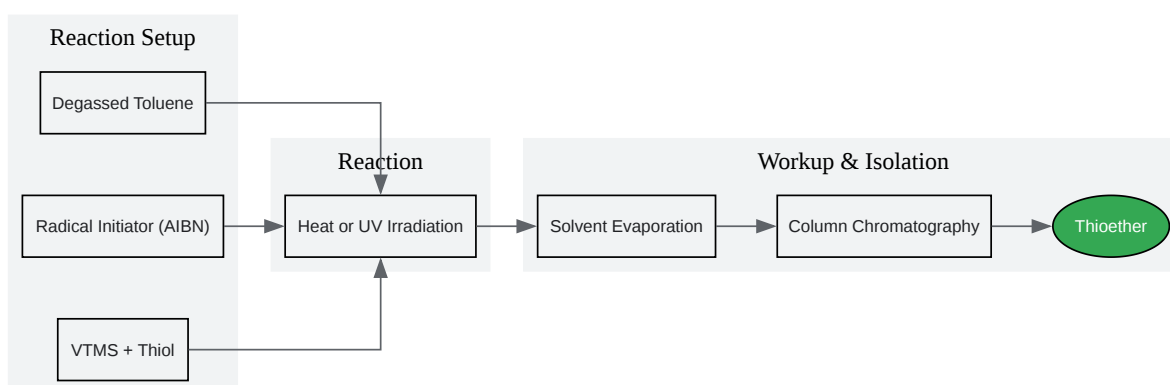 Reaction Setup
Degassed Toluene
Radical Initiator (AIBN)
VTMS + Thiol
Reaction
Heat or UV Irradiation
Workup & Isolation
Solvent Evaporation
Column Chromatography
Thioether